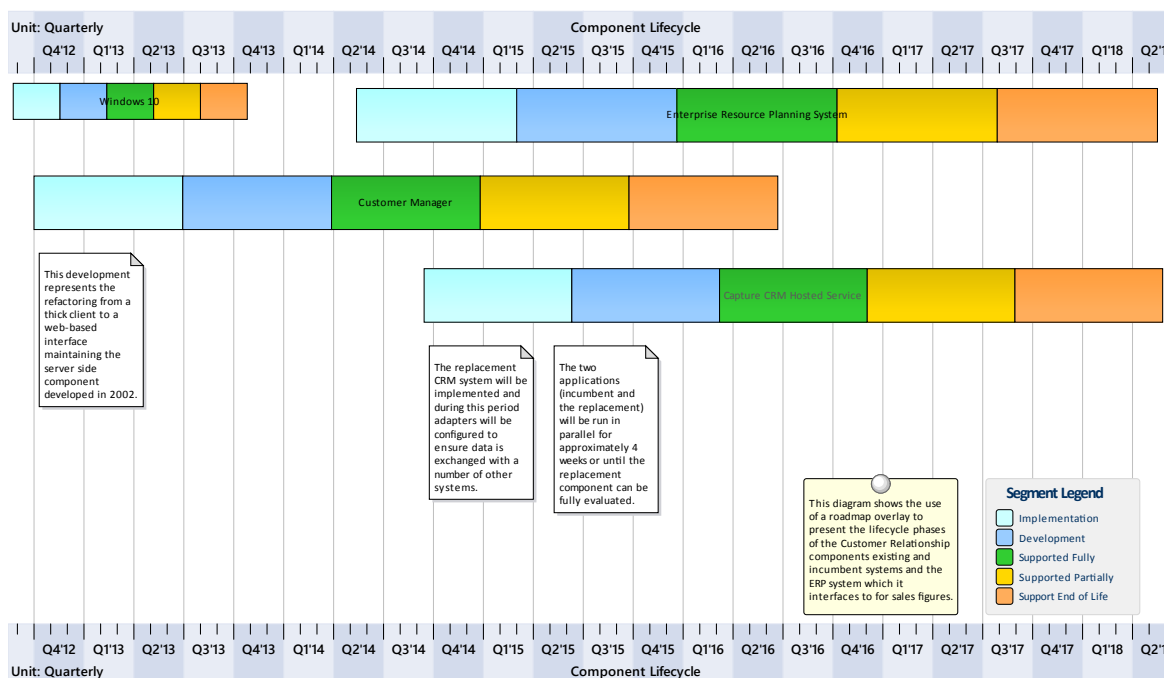 Unit: Quarterly Component Lifecycle
Q4'12 Q1'13 Q2'13 Q3'13 Q4'13 Q1'14 Q2'14 Q3'14 Q4'14 Q1'15 Q2'15 Q3'15 Q4'15 Q1'16 Q2'16 Q3'16 Q4'16 Q1'17 Q2'17 Q3'17 Q4'17 Q1'18 Q2'1
Windows 10
Enterprise Resource Planning System
Customer Manager
Capture CRM Hosted Service
This development
represents the
refactoring from a
thick client to a
web-based
interface
maintaining the
server side
component
developed in 2002.
The replacement
CRM system will be
implemented and
during this period
adapters will be
configured to
ensure data is
exchanged with a
number of other
systems.
The two
applications
(incumbent and
the replacement)
will be run in
parallel for
approximately 4
weeks or until the
replacement
component can be
fully evaluated.
This diagram shows the use
of a roadmap overlay to
present the lifecycle phases
of the Customer Relationship
components existing and
incumbent systems and the
ERP system which it
interfaces to for sales figures.
Segment Legend
Implementation
Development
Supported Fully
Supported Partially
Support End of Life
Q4'12 Q1'13 Q2'13 Q3'13 Q4'13 Q1'14 Q2'14 Q3'14 Q4'14 Q1'15 Q2'15 Q3'15 Q4'15 Q1'16 Q2'16 Q3'16 Q4'16 Q1'17 Q2'17 Q3'17 Q4'17 Q1'18 Q2'1
Unit: Quarterly Component Lifecycle